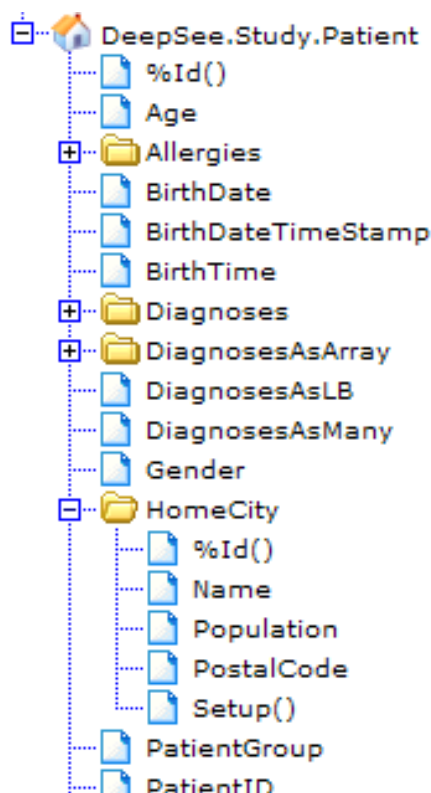 DeepSee.Study.Patient
%Id()
Age
Allergies
BirthDate
BirthDateTimeStamp
BirthTime
Diagnoses
DiagnosesAsArray
DiagnosesAsLB
DiagnosesAsMany
Gender
HomeCity
%Id()
Name
Population
PostalCode
Setup()
PatientGroup
PatientID